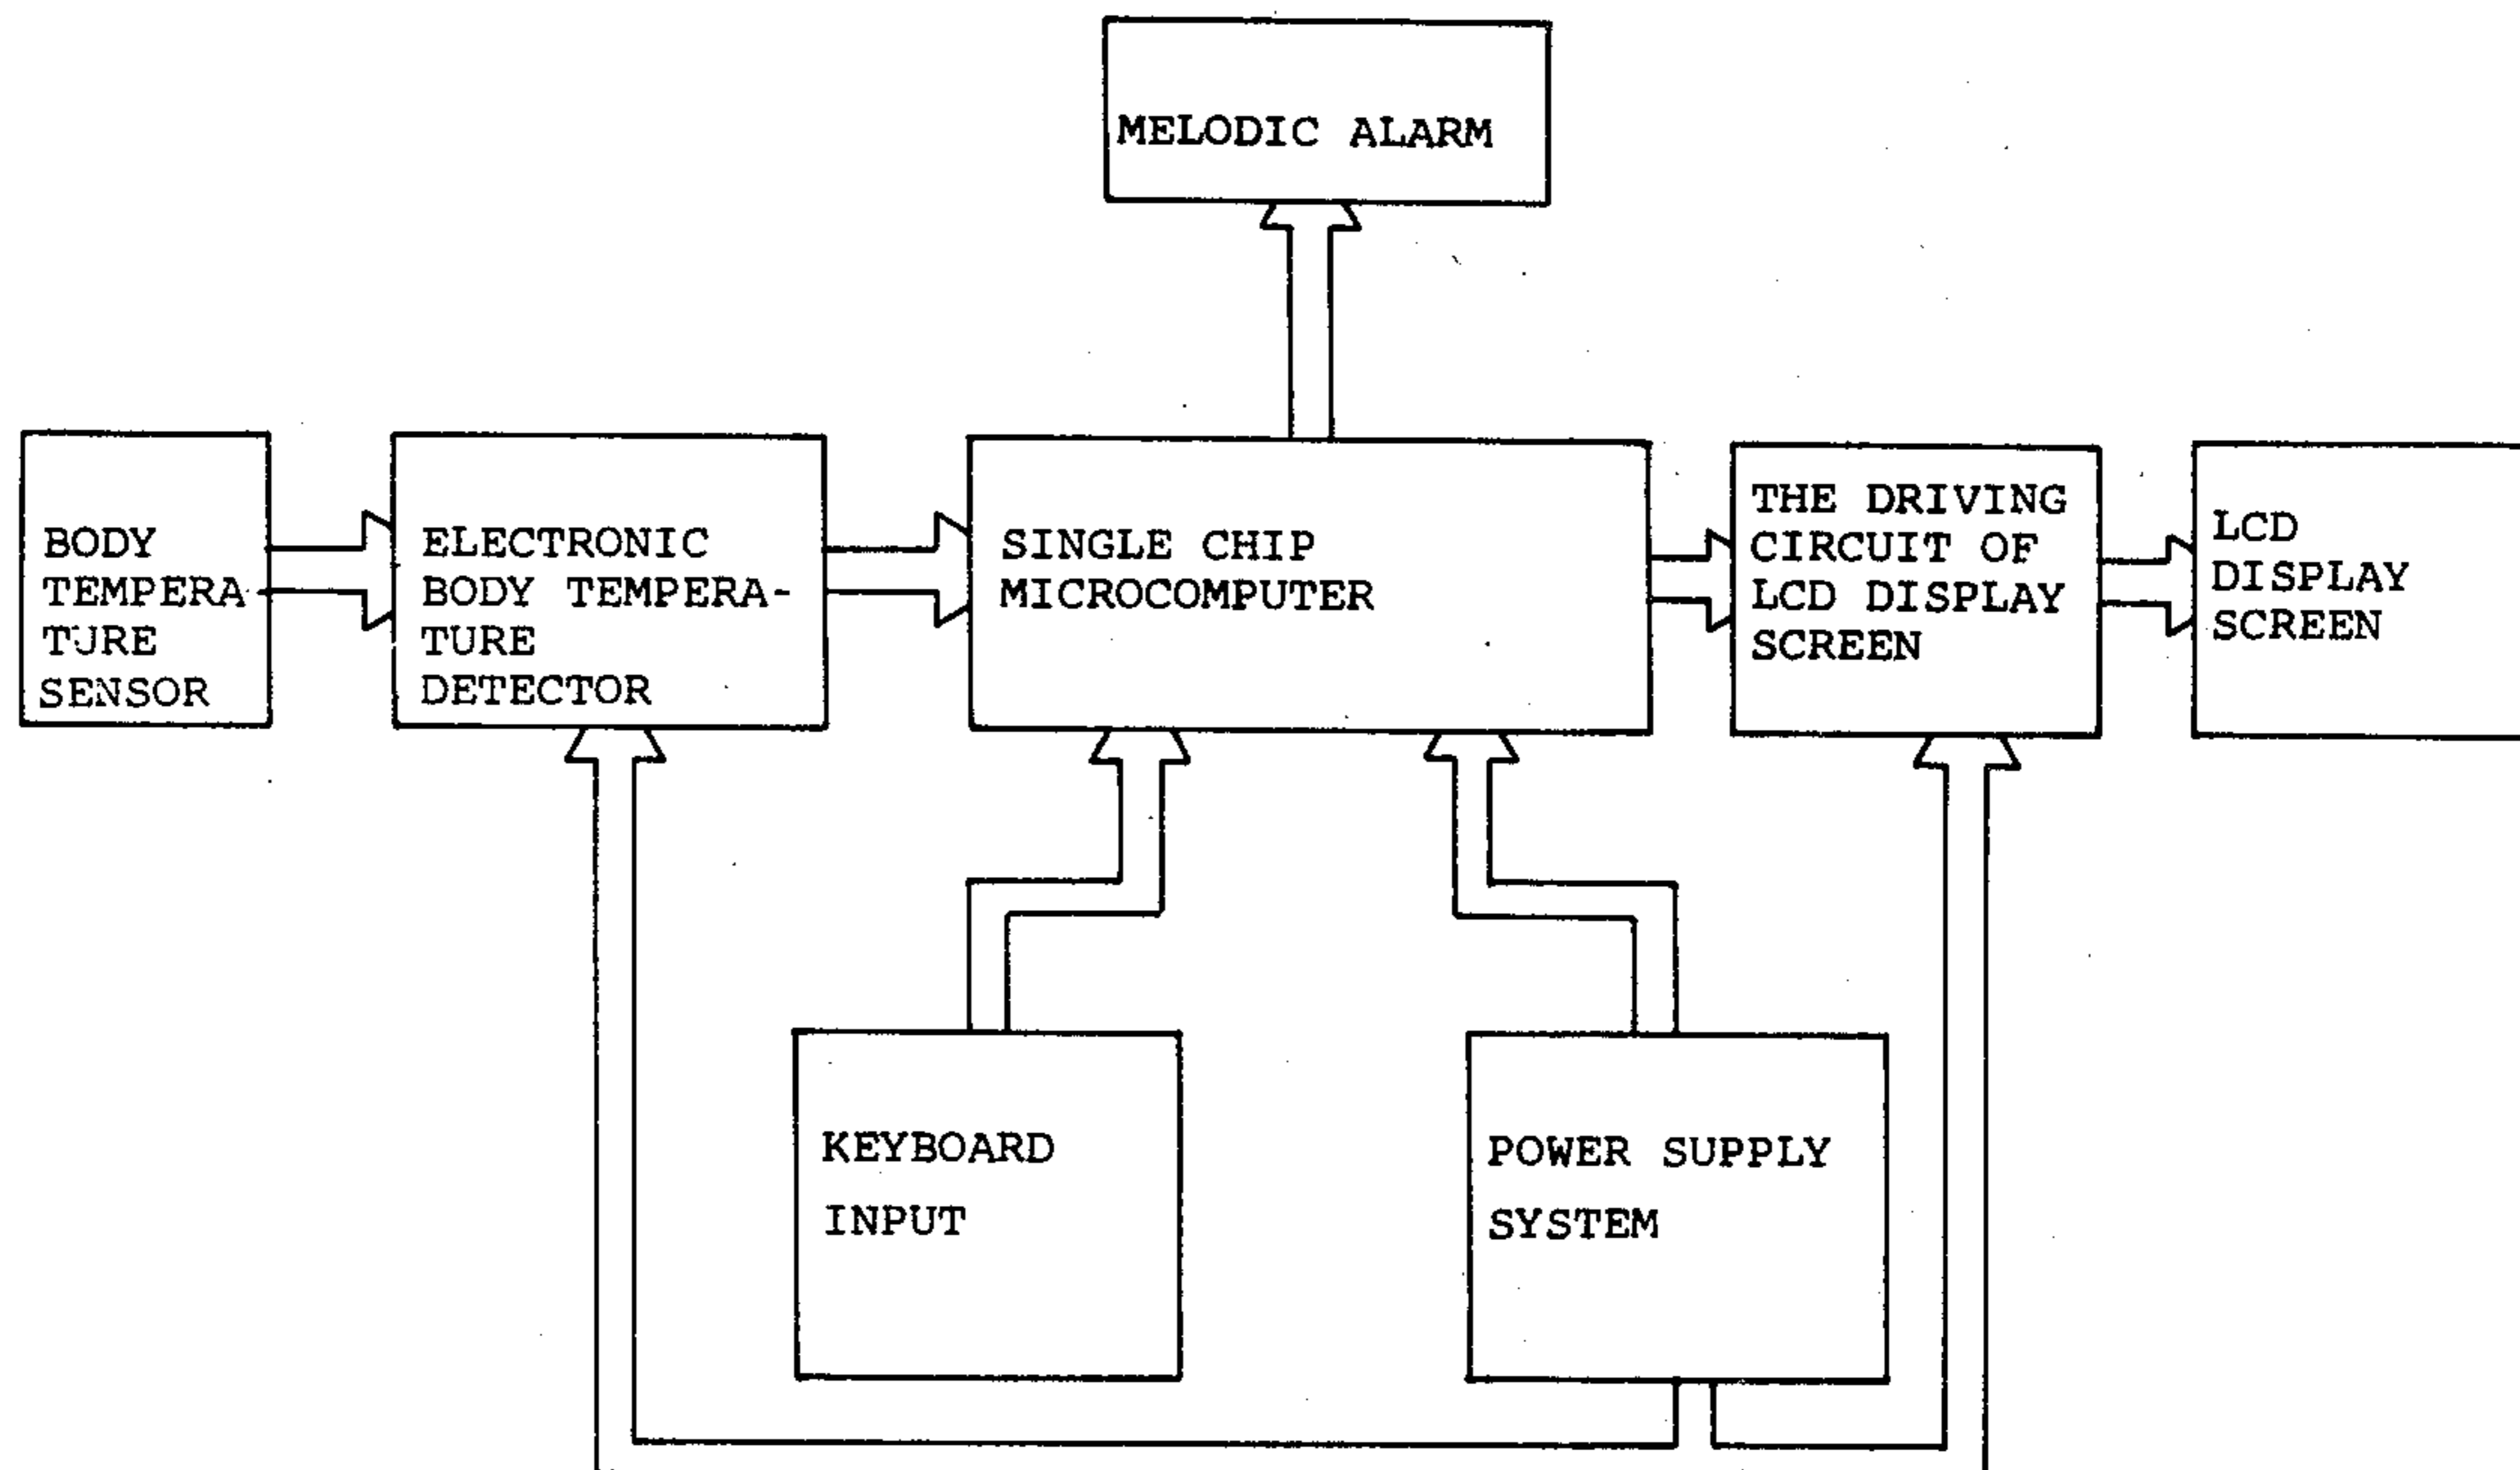 MELODIC ALARM
BODY
TEMPERA
TURE
SENSOR
ELECTRONIC
BODY TEMPERA-
TURE
DETECTOR
SINGLE CHIP
MICROCOMPUTER
THE DRIVING
CIRCUIT OF
LCD DISPLAY
SCREEN
LCD
DISPLAY
SCREEN
KEYBOARD
INPUT
POWER SUPPLY
SYSTEM